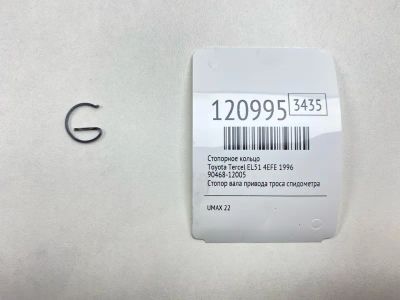 120995 3435
Стопорное кольцо
Toyota Tercel EL51 4EFE 1996
90468-12005
Стопор вала привода троса спидометра
UMAX 22